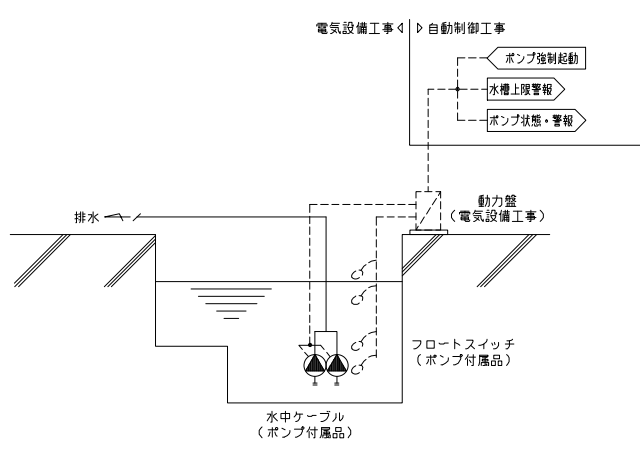 電気設備工事 自動制御工事
ポンプ強制起動
水槽上限警報
ポンプ状態・警報
排水
動力盤
（電気設備工事）
フロートスイッチ
（ポンプ付属品）
水中ケーブル
（ポンプ付属品）